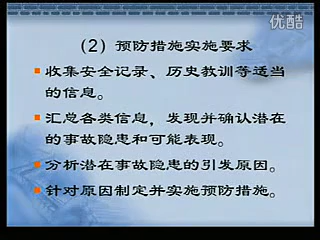 优酷
（2）预防措施实施要求
收集安全记录、历史教训等适当
的信息。
汇总各类信息，发现并确认潜在
的事故隐患和可能表现。
分析潜在事故隐患的引发原因。
针对原因制定并实施预防措施。